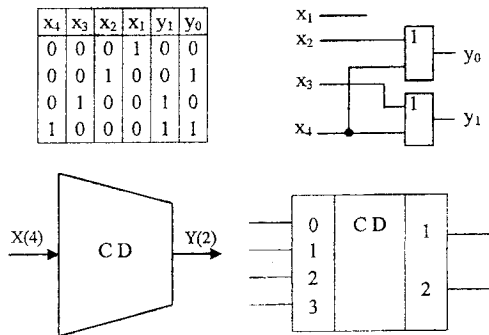 x₄ x₃ x₂ x₁ y₁ y₀
0 0 0 1 0 0
0 0 1 0 0 1
0 1 0 0 1 0
1 0 0 0 1 1
x₁
x₂
1
y₀
x₃
1
x₄
y₁
X(4)
CD
Y(2)
0 CD 1
1
2 2
3